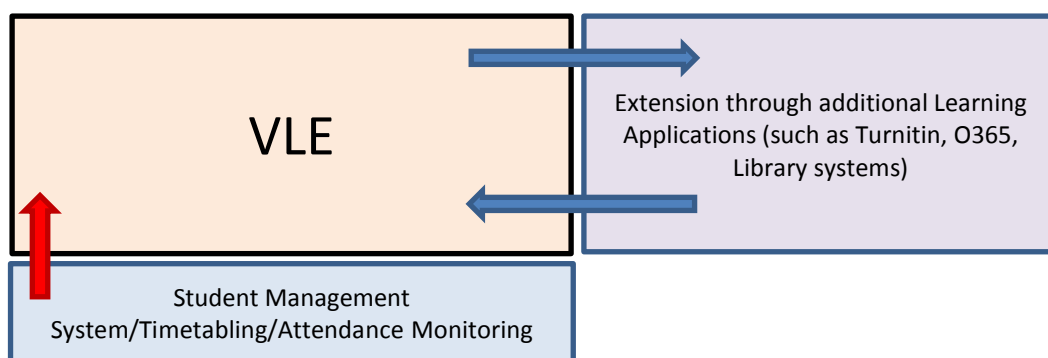 VLE
Extension through additional Learning
Applications (such as Turnitin, O365,
Library systems)
Student Management
System/Timetabling/Attendance Monitoring